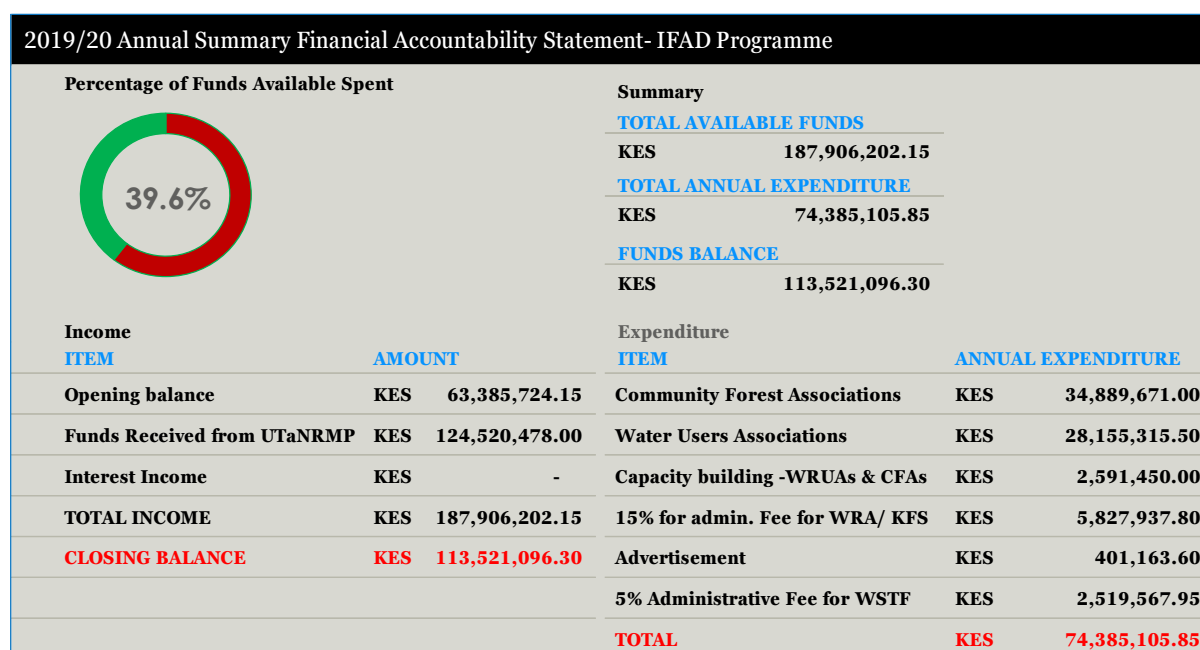 2019/20 Annual Summary Financial Accountability Statement- IFAD Programme
Percentage of Funds Available Spent
39.6%
Summary
TOTAL AVAILABLE FUNDS
KES 187,906,202.15
TOTAL ANNUAL EXPENDITURE
KES 74,385,105.85
FUNDS BALANCE
KES 113,521,096.30
Income
ITEM AMOUNT
Opening balance KES 63,385,724.15
Funds Received from UTaNRMP KES 124,520,478.00
Interest Income KES -
TOTAL INCOME KES 187,906,202.15
CLOSING BALANCE KES 113,521,096.30
Expenditure
ITEM ANNUAL EXPENDITURE
Community Forest Associations KES 34,889,671.00
Water Users Associations KES 28,155,315.50
Capacity building -WRUAs & CFAs KES 2,591,450.00
15% for admin. Fee for WRA/ KFS KES 5,827,937.80
Advertisement KES 401,163.60
5% Administrative Fee for WSTF KES 2,519,567.95
TOTAL KES 74,385,105.85